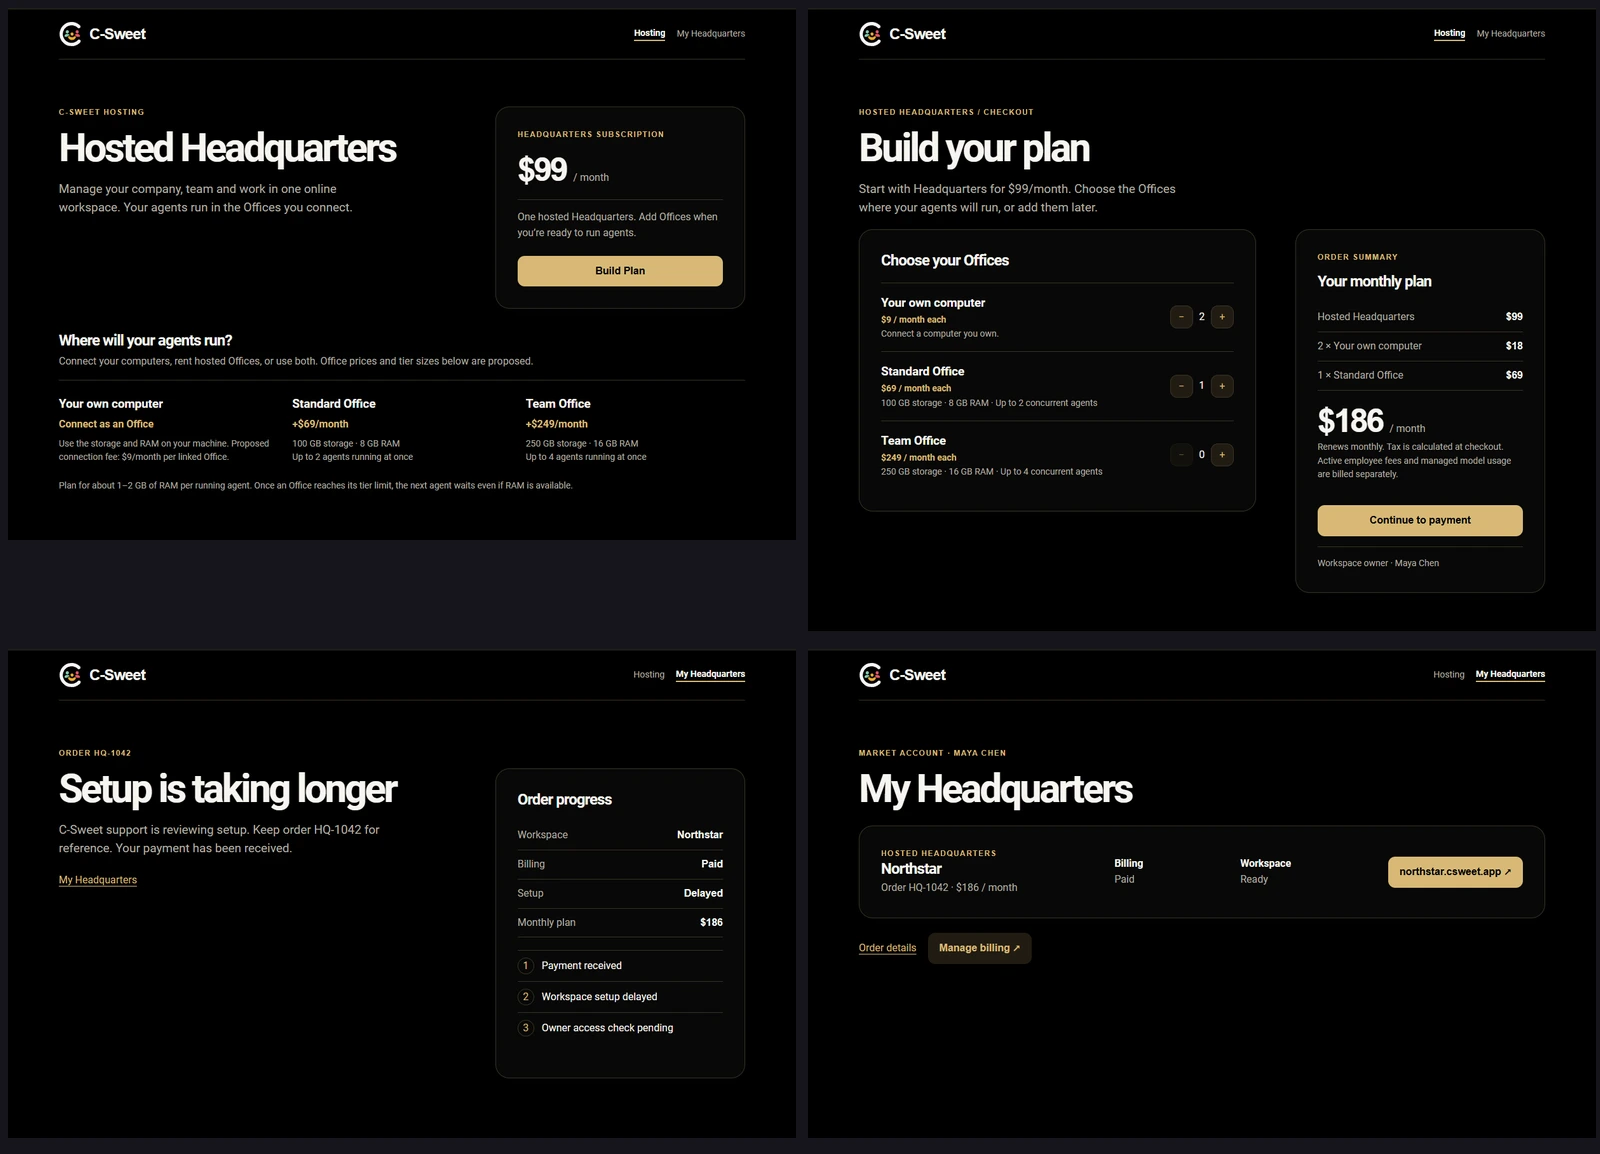 C-Sweet
Hosting
My Headquarters
C-SWEET HOSTING
Hosted Headquarters
Manage your company, team and work in one online
workspace. Your agents run in the Offices you connect.
HEADQUARTERS SUBSCRIPTION
$99 / month
One hosted Headquarters. Add Offices when
you're ready to run agents.
Build Plan
Where will your agents run?
Connect your computers, rent hosted Offices, or use both. Office prices and tier sizes below are proposed.
Your own computer
Connect as an Office
Use the storage and RAM on your machine. Proposed
connection fee: $9/month per linked Office.
Standard Office
+$69/month
100 GB storage · 8 GB RAM
Up to 2 agents running at once
Team Office
+$249/month
250 GB storage · 16 GB RAM
Up to 4 agents running at once
Plan for about 1–2 GB of RAM per running agent. Once an Office reaches its tier limit, the next agent waits even if RAM is available.
C-Sweet
Hosting
My Headquarters
HOSTED HEADQUARTERS / CHECKOUT
Build your plan
Start with Headquarters for $99/month. Choose the Offices
where your agents will run, or add them later.
Choose your Offices
Your own computer
$9 / month each
Connect a computer you own.
− 2 +
Standard Office
$69 / month each
100 GB storage · 8 GB RAM · Up to 2 concurrent agents
− 1 +
Team Office
$249 / month each
250 GB storage · 16 GB RAM · Up to 4 concurrent agents
− 0 +
ORDER SUMMARY
Your monthly plan
Hosted Headquarters $99
2 × Your own computer $18
1 × Standard Office $69
$186 / month
Renews monthly. Tax is calculated at checkout.
Active employee fees and managed model usage
are billed separately.
Continue to payment
Workspace owner · Maya Chen
C-Sweet
Hosting
My Headquarters
ORDER HQ-1042
Setup is taking longer
C-Sweet support is reviewing setup. Keep order HQ-1042 for
reference. Your payment has been received.
My Headquarters
Order progress
Workspace Northstar
Billing Paid
Setup Delayed
Monthly plan $186
1 Payment received
2 Workspace setup delayed
3 Owner access check pending
C-Sweet
Hosting
My Headquarters
MARKET ACCOUNT · MAYA CHEN
My Headquarters
HOSTED HEADQUARTERS
Northstar
Order HQ-1042 · $186 / month
Billing
Paid
Workspace
Ready
northstar.csweet.app ↗
Order details
Manage billing ↗